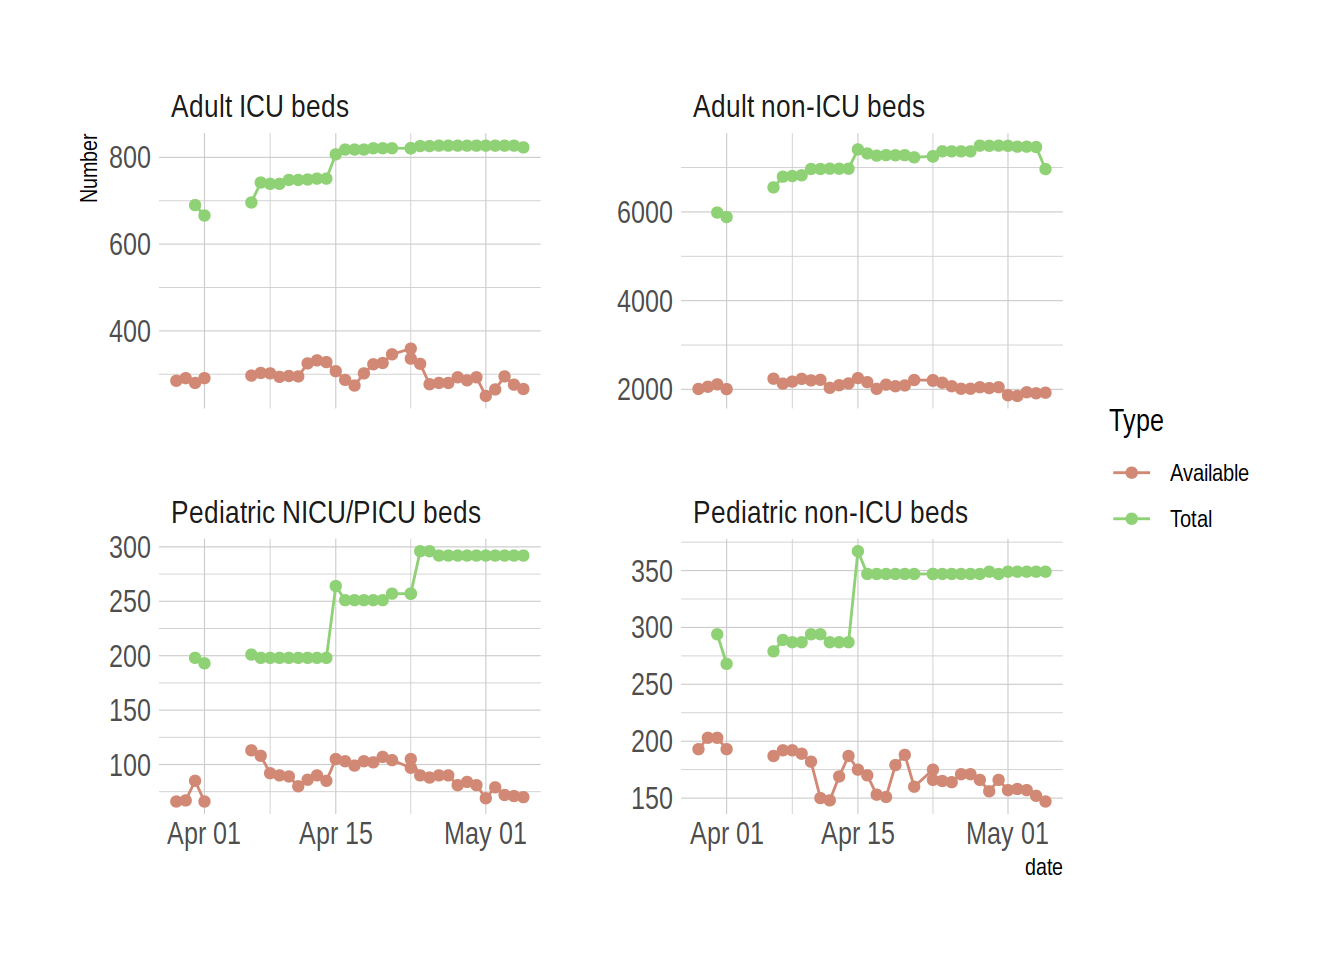 Adult ICU beds
Adult non-ICU beds
Number
800
600
400
6000
4000
2000
Pediatric NICU/PICU beds
Pediatric non-ICU beds
300
250
200
150
100
350
300
250
200
150
Apr 01 Apr 15 May 01
Apr 01 Apr 15 May 01
date
Type
Available
Total